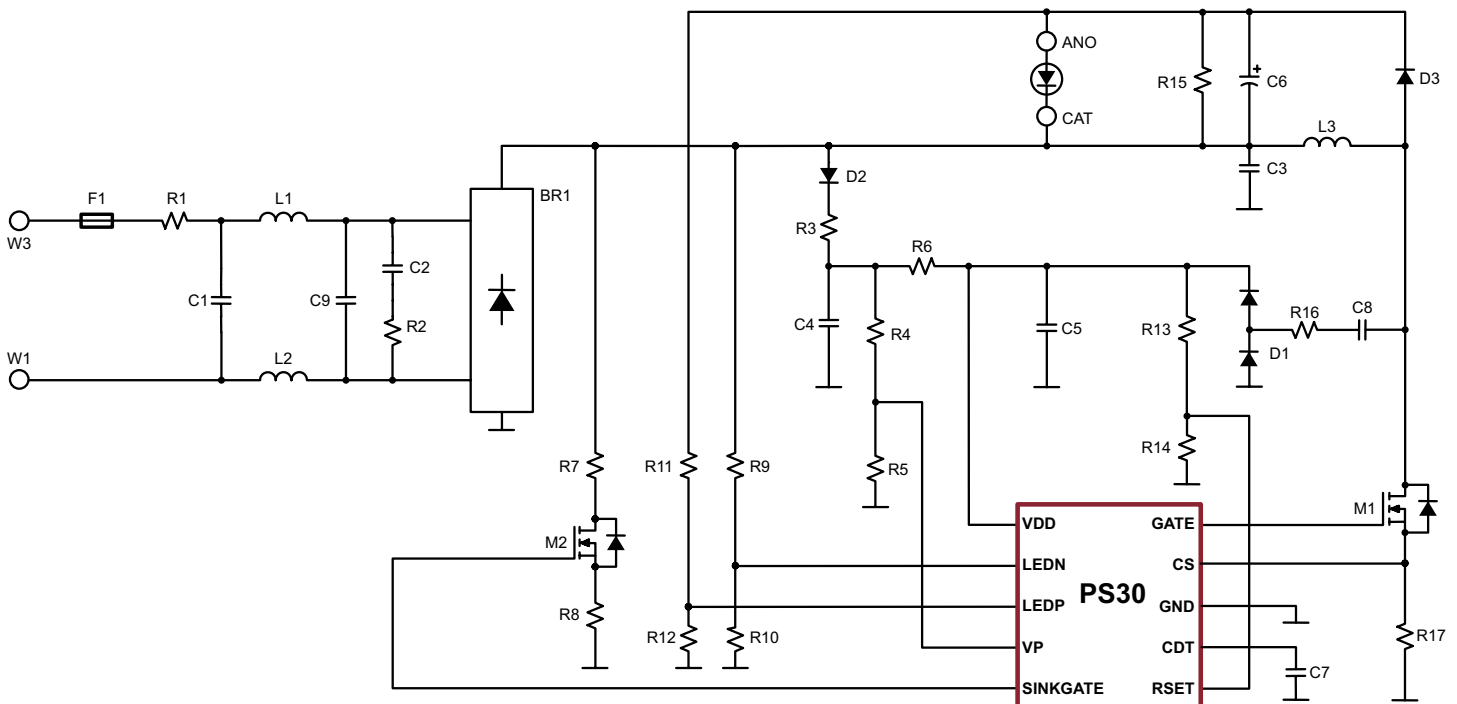 ANO
R15
+
C6
D3
CAT
L3
D2
C3
F1
R1
L1
BR1
W3
R3
R6
C2
R16
C8
C1
C9
R2
C4
R4
C5
R13
D1
W1
L2
R14
R7
R11
R9
R5
M1
VDD
GATE
M2
LEDN
CS
PS30
LEDP
GND
R8
R12
R10
R17
VP
CDT
C7
SINKGATE
RSET